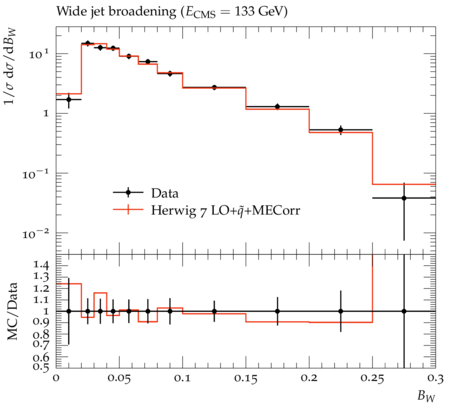 Wide jet broadening (E_CMS = 133 GeV)
1/σ dσ/dB_W
10^1
1
10^−1
10^−2
Data
Herwig 7 LO+q̃+MECorr
MC/Data
1.4
1.3
1.2
1.1
1
0.9
0.8
0.7
0.6
0.5
0 0.05 0.1 0.15 0.2 0.25 0.3
B_W